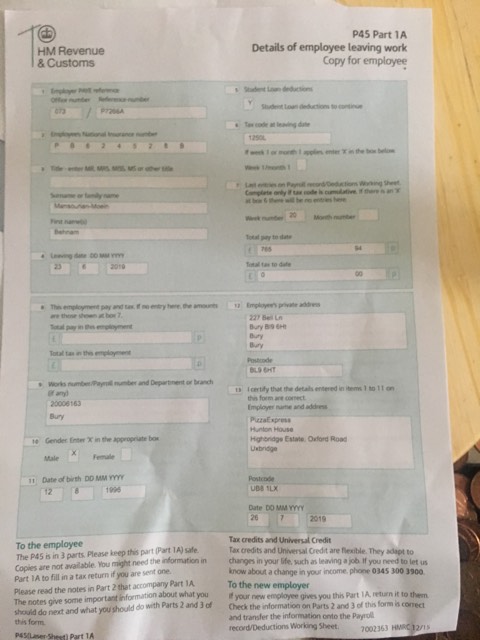 HM Revenue
& Customs
P45 Part 1A
Details of employee leaving work
Copy for employee
1 Employer PAYE reference
Office number Reference number
073 /
2 Employee's National Insurance number
3 Title - enter MR, MRS, MISS, MS or other title
Surname or family name
First name(s)
Behnam
4 Leaving date DD MM YYYY
23 6 2019
5 Student Loan deductions
Y Student Loan deductions to continue
6 Tax code at leaving date
1250L
If week 1 or month 1 applies, enter 'X' in the box below.
Week 1/month 1
7 Last entries on Payroll record/Deductions Working Sheet.
Complete only if tax code is cumulative. If there is an 'X'
at box 6 there will be no entries here.
Week number 20 Month number
Total pay to date
£ 94 p
Total tax to date
£ 0 00 p
8 This employment pay and tax. If no entry here, the amounts
are those shown at box 7.
Total pay in this employment
£ p
Total tax in this employment
£ p
9 Works number/Payroll number and Department or branch
(if any)
20008163
Bury
10 Gender. Enter 'X' in the appropriate box
Male X Female
11 Date of birth DD MM YYYY
12 8 1996
12 Employee's private address
227 Bell Ln
Bury Bl9 6Ht
Bury
Bury
Postcode
BL9 6HT
13 I certify that the details entered in items 1 to 11 on
this form are correct.
Employer name and address
PizzaExpress
Hunton House
Highbridge Estate, Oxford Road
Uxbridge
Postcode
UB8 1LX
Date DD MM YYYY
26 7 2019
To the employee
The P45 is in 3 parts. Please keep this part (Part 1A) safe.
Copies are not available. You might need the information in
Part 1A to fill in a tax return if you are sent one.
Please read the notes in Part 2 that accompany Part 1A.
The notes give some important information about what you
should do next and what you should do with Parts 2 and 3 of
this form.
Tax credits and Universal Credit
Tax credits and Universal Credit are flexible. They adapt to
changes in your life, such as leaving a job. If you need to let us
know about a change in your income, phone 0345 300 3900.
To the new employer
If your new employee gives you this Part 1A, return it to them.
Check the information on Parts 2 and 3 of this form is correct
and transfer the information onto the Payroll
record/Deductions Working Sheet.
P45(Laser-Sheet) Part 1A
7002363 HMRC 12/15